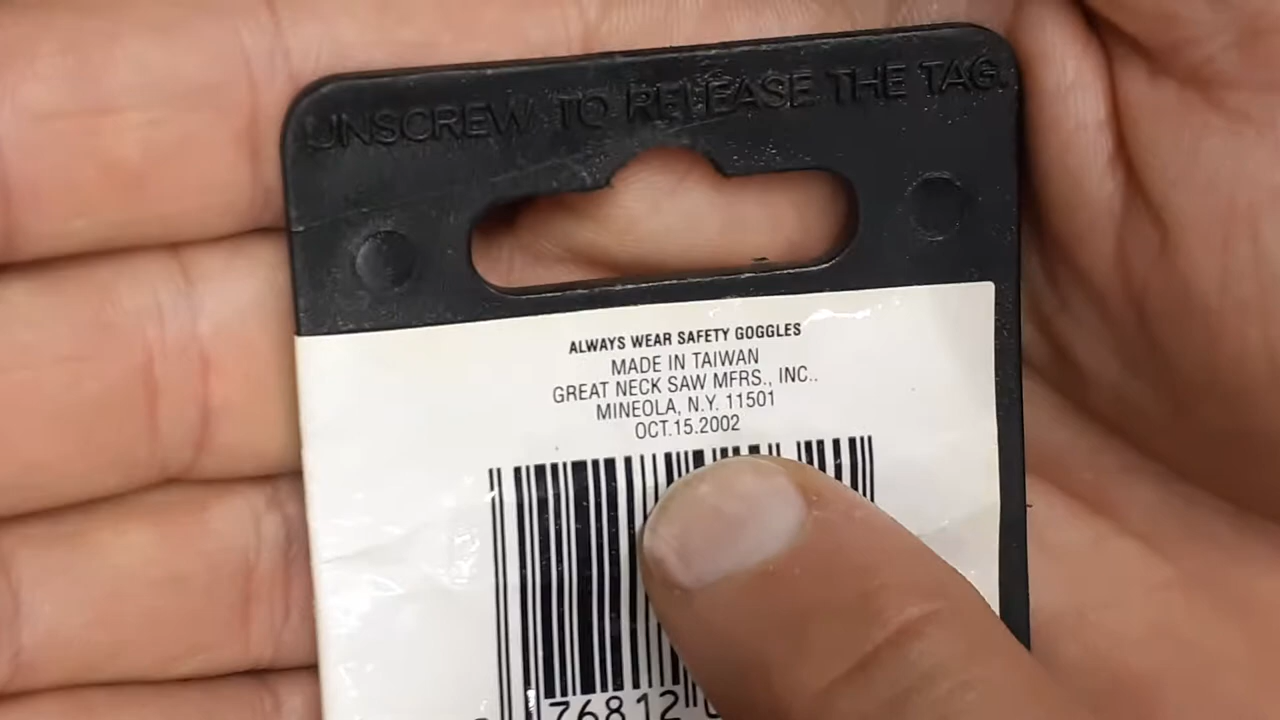 UNSCREW TO RELEASE THE TAG.
ALWAYS WEAR SAFETY GOGGLES
MADE IN TAIWAN
GREAT NECK SAW MFRS., INC..
MINEOLA, N.Y. 11501
OCT.15.2002
76812